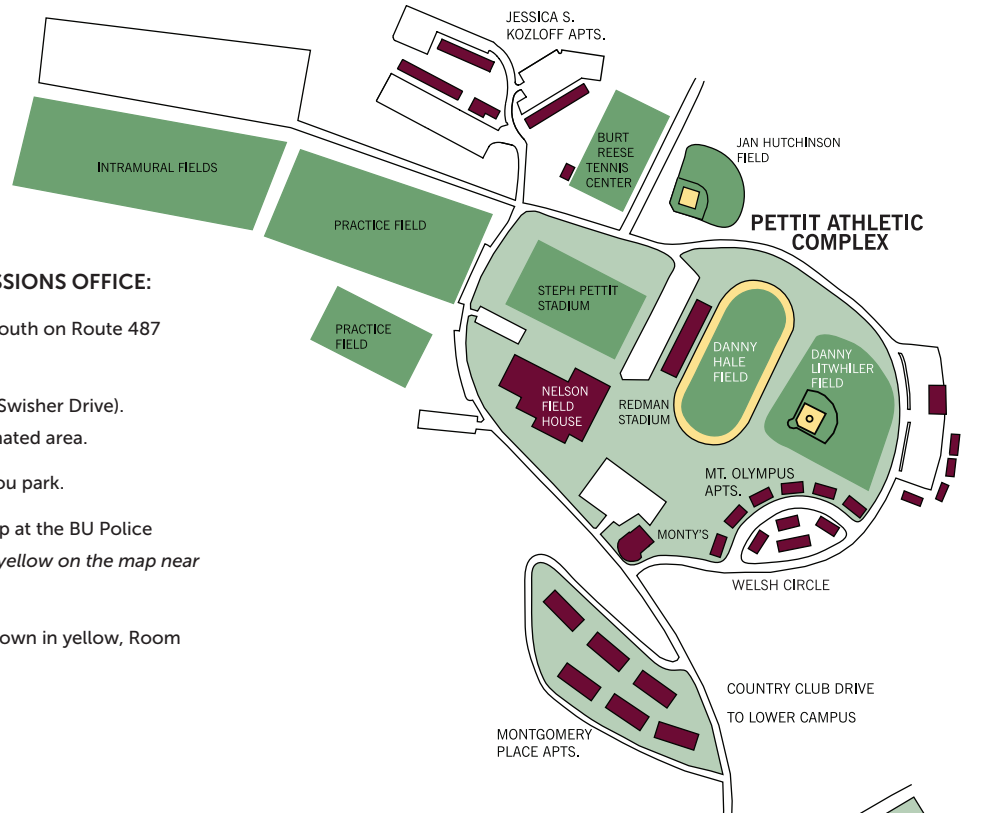 JESSICA S.
KOZLOFF APTS.
BURT
REESE
TENNIS
CENTER
JAN HUTCHINSON
FIELD
INTRAMURAL FIELDS
PRACTICE FIELD
PETTIT ATHLETIC
COMPLEX
STEPH PETTIT
STADIUM
PRACTICE
FIELD
DANNY
HALE
FIELD
DANNY
LITWHILER
FIELD
NELSON
FIELD
HOUSE
REDMAN
STADIUM
MT. OLYMPUS
APTS.
MONTY'S
WELSH CIRCLE
COUNTRY CLUB DRIVE
TO LOWER CAMPUS
MONTGOMERY
PLACE APTS.
SSIONS OFFICE:
outh on Route 487
Swisher Drive).
nated area.
ou park.
p at the BU Police
yellow on the map near
own in yellow, Room